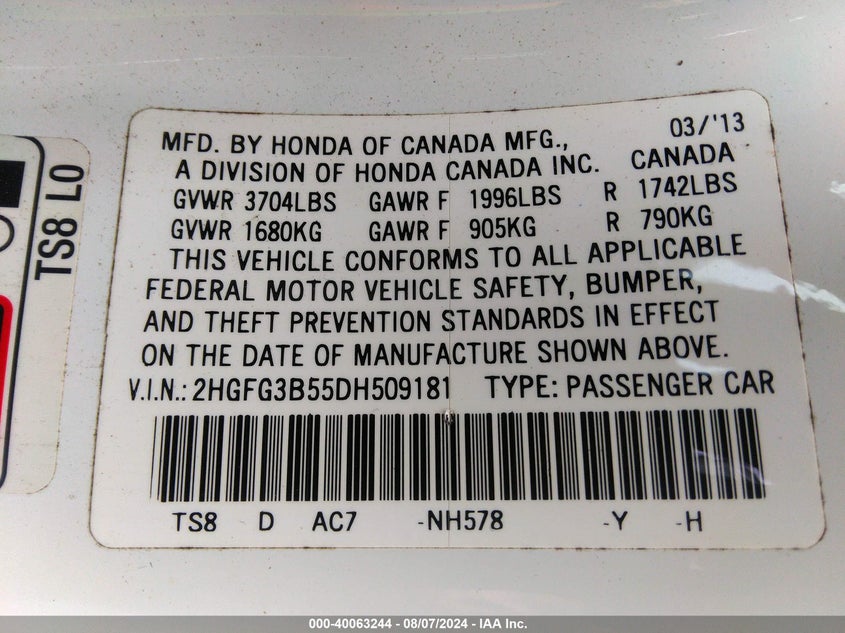 MFD. BY HONDA OF CANADA MFG., 03/'13
A DIVISION OF HONDA CANADA INC. CANADA
GVWR 3704LBS GAWR F 1996LBS R 1742LBS
GVWR 1680KG GAWR F 905KG R 790KG
THIS VEHICLE CONFORMS TO ALL APPLICABLE
FEDERAL MOTOR VEHICLE SAFETY, BUMPER,
AND THEFT PREVENTION STANDARDS IN EFFECT
ON THE DATE OF MANUFACTURE SHOWN ABOVE.
V.I.N.: 2HGFG3B55DH509181 TYPE: PASSENGER CAR
TS8 D AC7 -NH578 -Y -H
TS8 L0
000-40063244 - 08/07/2024 - IAA Inc.